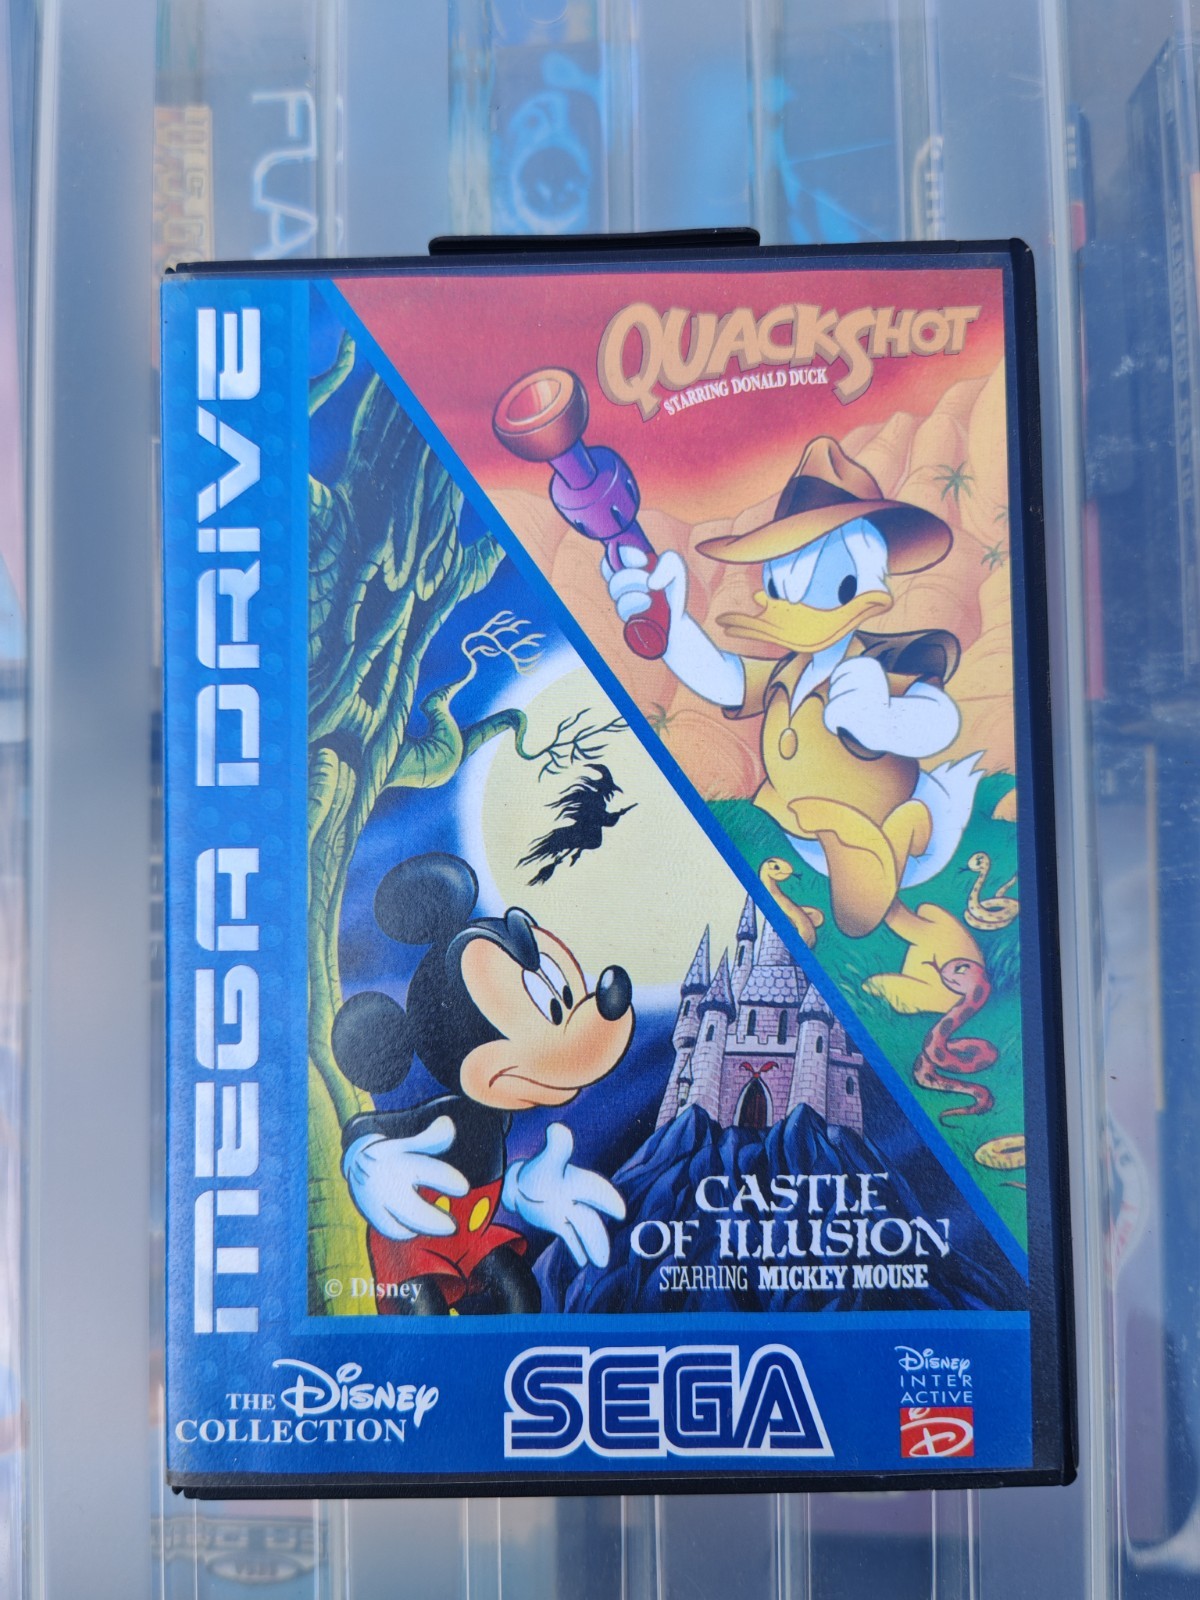 MEGA DRIVE
QUACKSHOT
STARRING DONALD DUCK
CASTLE
OF ILLUSION
STARRING MICKEY MOUSE
© Disney
THE Disney
COLLECTION
SEGA
Disney
INTER
ACTIVE
D